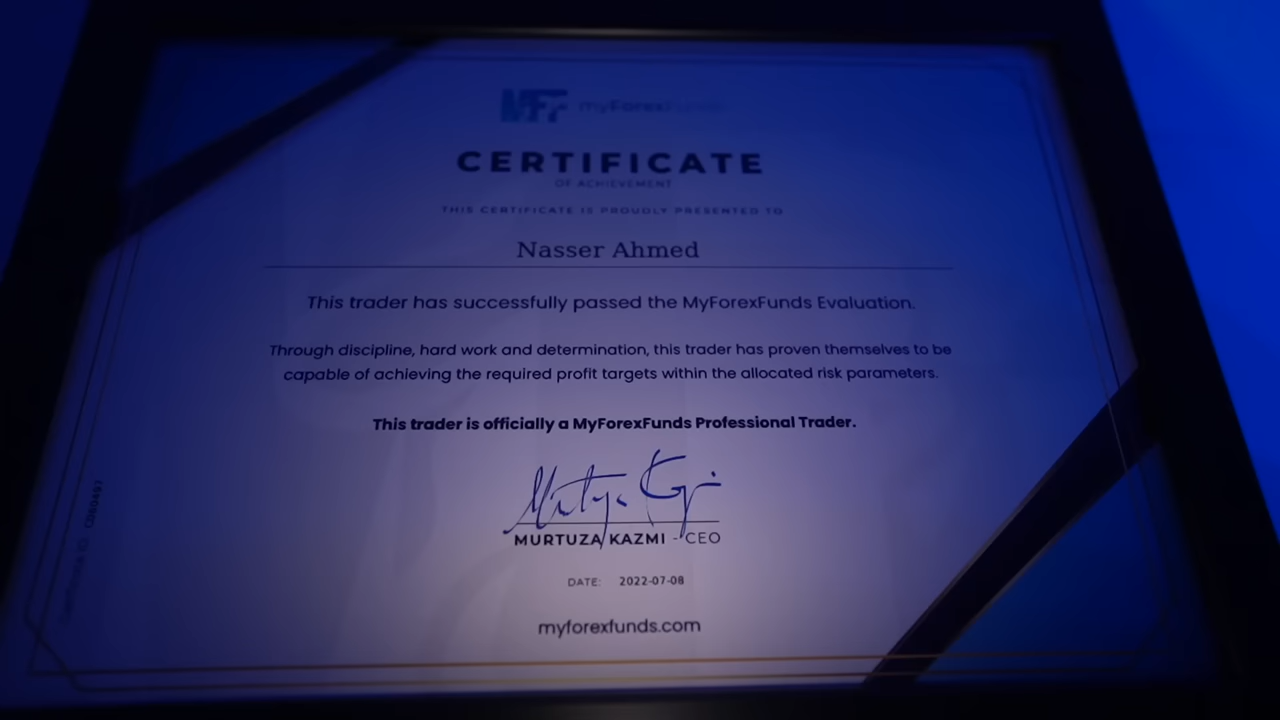 MFF myForexFunds
CERTIFICATE
OF ACHIEVEMENT
THIS CERTIFICATE IS PROUDLY PRESENTED TO
Nasser Ahmed
This trader has successfully passed the MyForexFunds Evaluation.
Through discipline, hard work and determination, this trader has proven themselves to be
capable of achieving the required profit targets within the allocated risk parameters.
This trader is officially a MyForexFunds Professional Trader.
MURTUZA KAZMI - CEO
DATE: 2022-07-08
myforexfunds.com